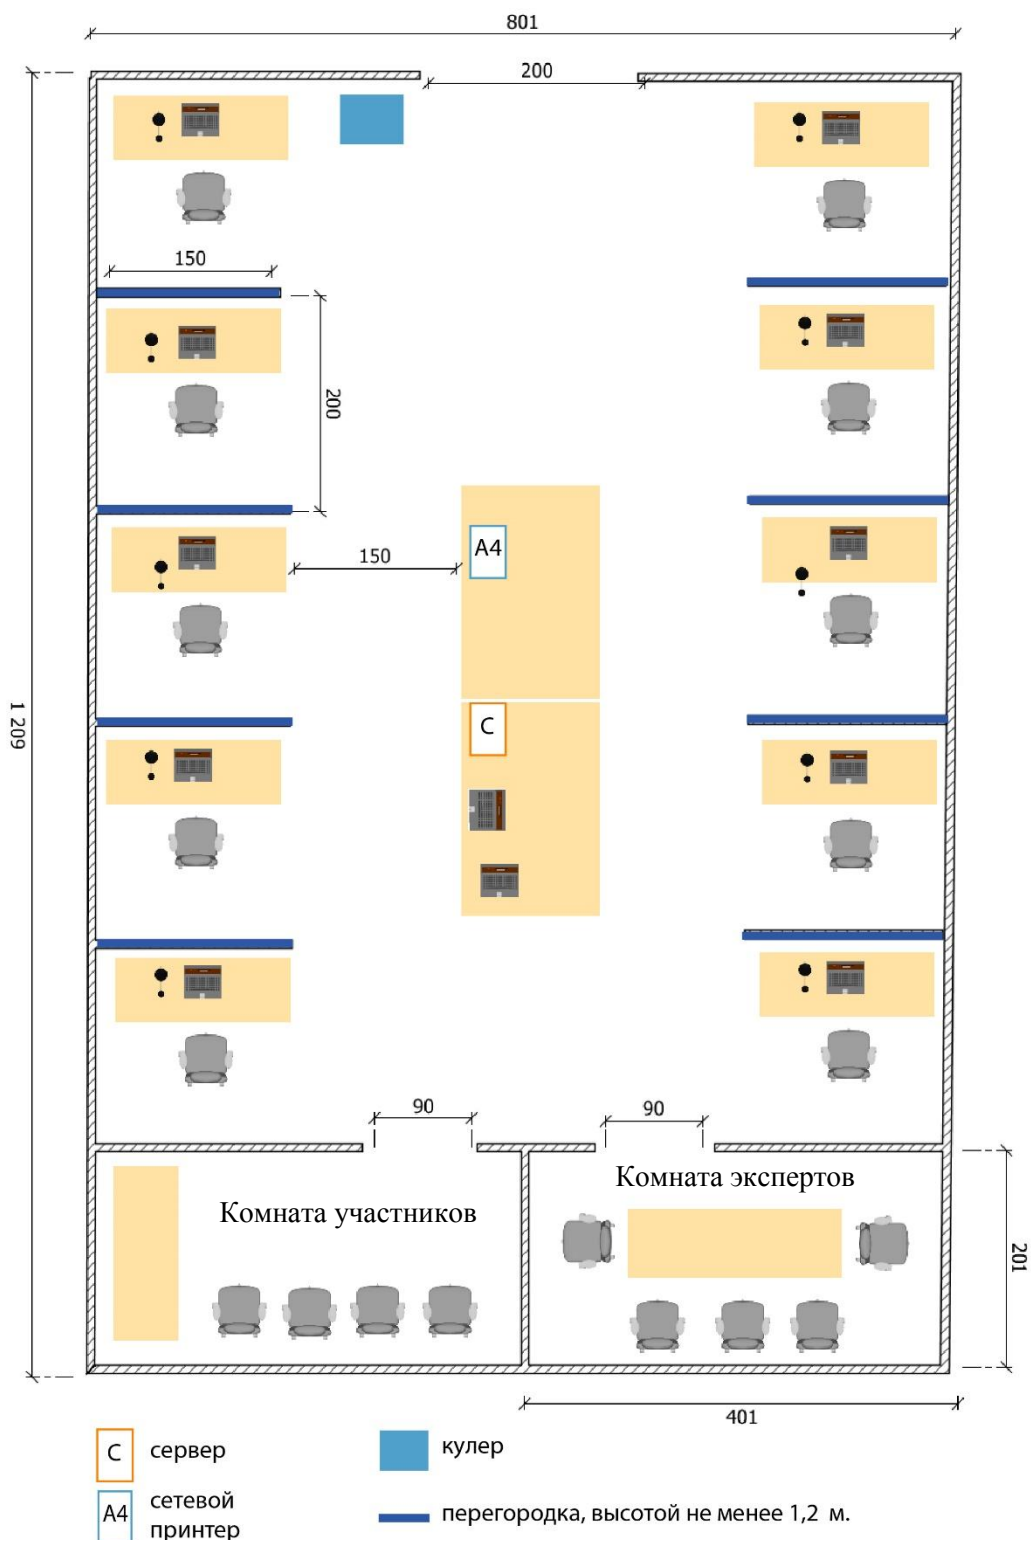 801
200
150
200
150
A4
1 209
C
90
90
Комната экспертов
Комната участников
201
401
C сервер
кулер
A4 сетевой
принтер
перегородка, высотой не менее 1,2 м.